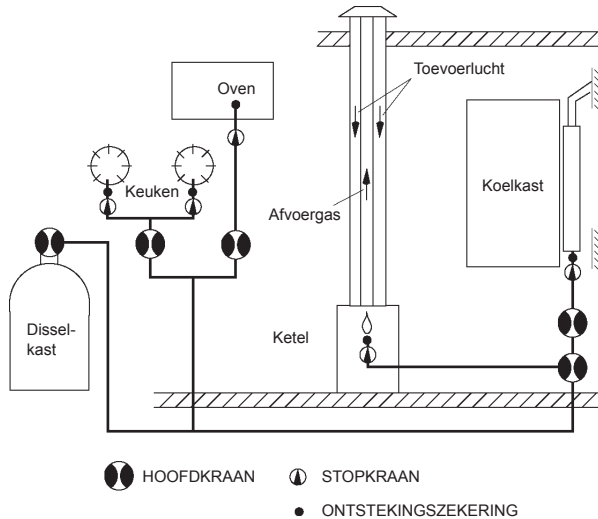 Toevoerlucht
Oven
Keuken
Koelkast
Afvoergas
Dissel-
kast
Ketel
HOOFDKRAAN
STOPKRAAN
ONTSTEKINGSZEKERING